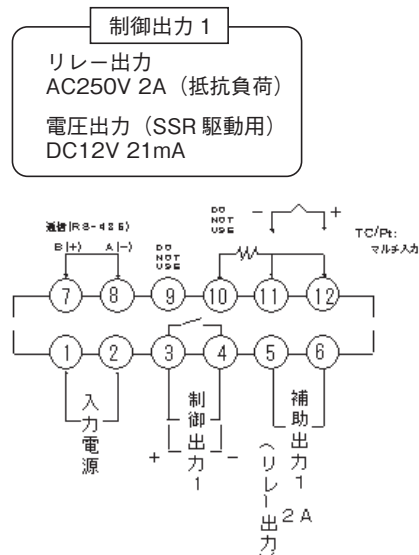 制御出力 1
リレー出力
AC250V 2A（抵抗負荷）
電圧出力（SSR 駆動用）
DC12V 21mA
通信(RS-485)
B(+) A(-)
DO NOT USE
DO NOT USE
- +
TC/Pt:
マルチ入力
7 8 9 10 11 12
1 2 3 4 5 6
入力電源
+ 制御出力1 -
補助出力1
(リレー出力
2A